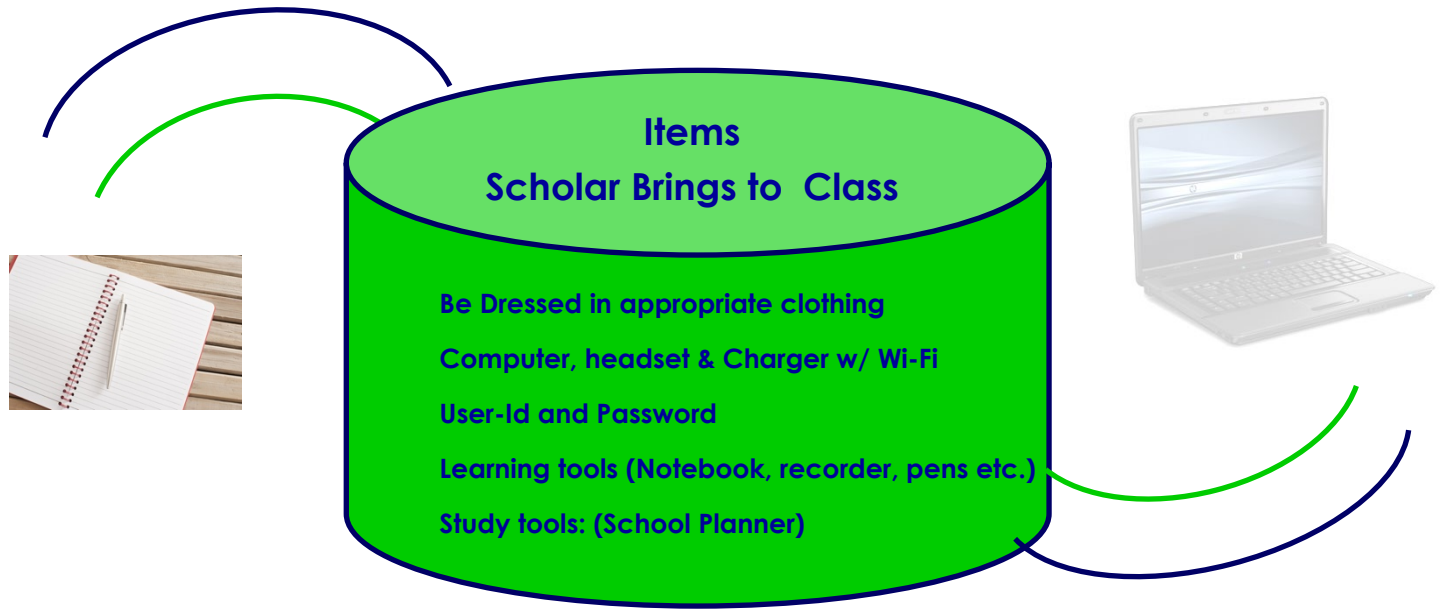 Items
Scholar Brings to Class
Be Dressed in appropriate clothing
Computer, headset & Charger w/ Wi-Fi
User-Id and Password
Learning tools (Notebook, recorder, pens etc.)
Study tools: (School Planner)